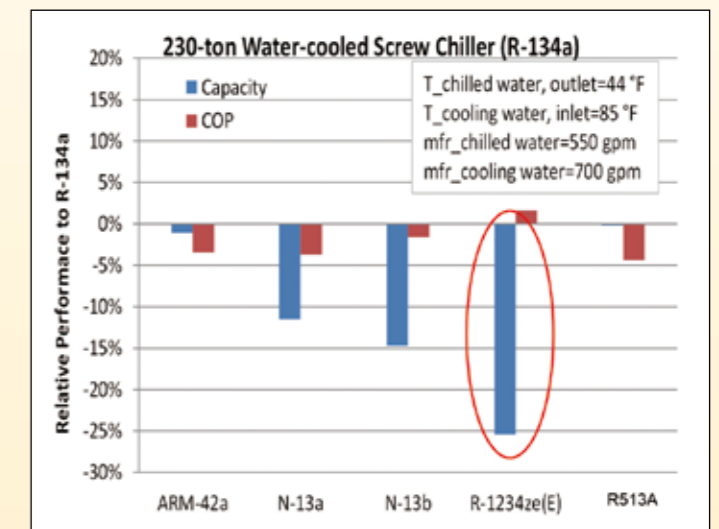 230-ton Water-cooled Screw Chiller (R-134a)
Capacity
COP
T_chilled water, outlet=44 °F
T_cooling water, inlet=85 °F
mfr_chilled water=550 gpm
mfr_cooling water=700 gpm
Relative Performace to R-134a
20%
15%
10%
5%
0%
-5%
-10%
-15%
-20%
-25%
-30%
ARM-42a N-13a N-13b R-1234ze(E) R513A